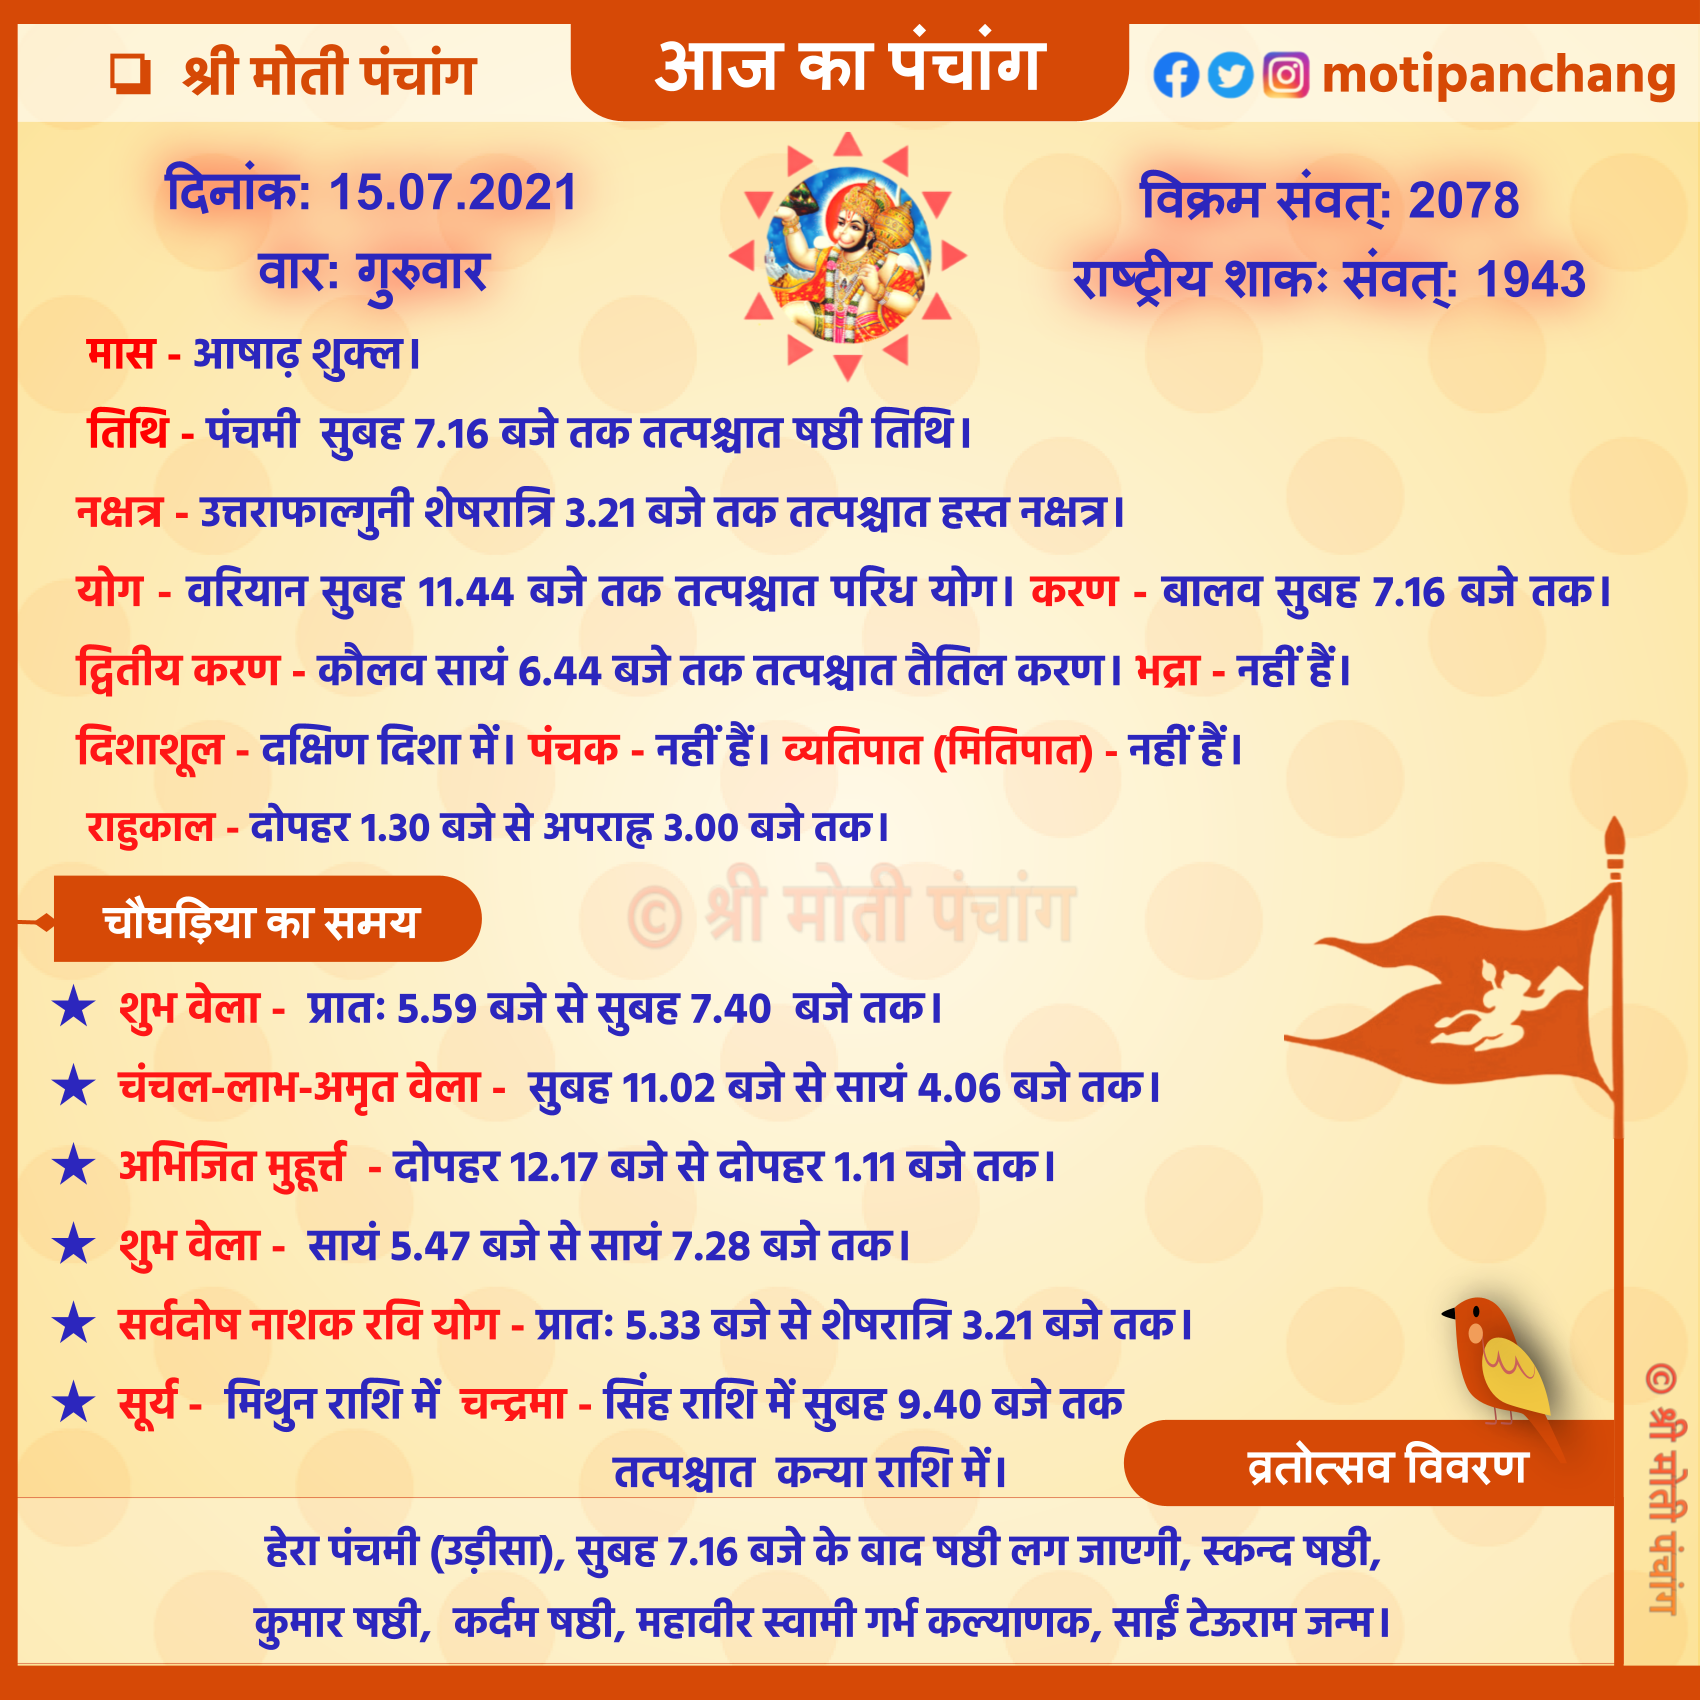 ❏ श्री मोती पंचांग
आज का पंचांग
motipanchang
दिनांक: 15.07.2021
वार: गुरुवार
विक्रम संवत्: 2078
राष्ट्रीय शाकः संवत्: 1943
मास - आषाढ़ शुक्ल।
तिथि - पंचमी सुबह 7.16 बजे तक तत्पश्चात षष्ठी तिथि।
नक्षत्र - उत्तराफाल्गुनी शेषरात्रि 3.21 बजे तक तत्पश्चात हस्त नक्षत्र।
योग - वरियान सुबह 11.44 बजे तक तत्पश्चात परिध योग। करण - बालव सुबह 7.16 बजे तक।
द्वितीय करण - कौलव सायं 6.44 बजे तक तत्पश्चात तैतिल करण। भद्रा - नहीं हैं।
दिशाशूल - दक्षिण दिशा में। पंचक - नहीं हैं। व्यतिपात (मितिपात) - नहीं हैं।
राहुकाल - दोपहर 1.30 बजे से अपराह्न 3.00 बजे तक।
© श्री मोती पंचांग
चौघड़िया का समय
★ शुभ वेला - प्रातः 5.59 बजे से सुबह 7.40 बजे तक।
★ चंचल-लाभ-अमृत वेला - सुबह 11.02 बजे से सायं 4.06 बजे तक।
★ अभिजित मुहूर्त्त - दोपहर 12.17 बजे से दोपहर 1.11 बजे तक।
★ शुभ वेला - सायं 5.47 बजे से सायं 7.28 बजे तक।
★ सर्वदोष नाशक रवि योग - प्रातः 5.33 बजे से शेषरात्रि 3.21 बजे तक।
★ सूर्य - मिथुन राशि में चन्द्रमा - सिंह राशि में सुबह 9.40 बजे तक
तत्पश्चात कन्या राशि में।
व्रतोत्सव विवरण
हेरा पंचमी (उड़ीसा), सुबह 7.16 बजे के बाद षष्ठी लग जाएगी, स्कन्द षष्ठी,
कुमार षष्ठी, कर्दम षष्ठी, महावीर स्वामी गर्भ कल्याणक, साईं टेऊराम जन्म।
© श्री मोती पंचांग